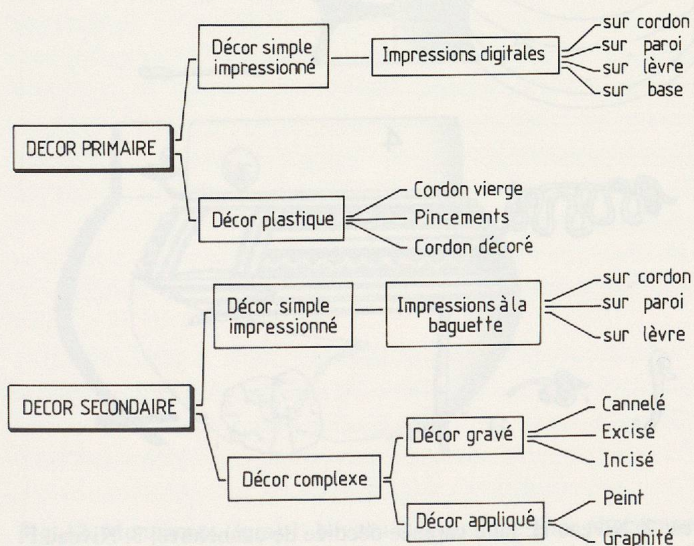 DECOR PRIMAIRE
Décor simple
impressionné
Impressions digitales
sur cordon
sur paroi
sur lèvre
sur base
Décor plastique
Cordon vierge
Pincements
Cordon décoré
DECOR SECONDAIRE
Décor simple
impressionné
Impressions à la
baguette
sur cordon
sur paroi
sur lèvre
Décor complexe
Décor gravé
Cannelé
Excisé
Incisé
Décor appliqué
Peint
Graphité